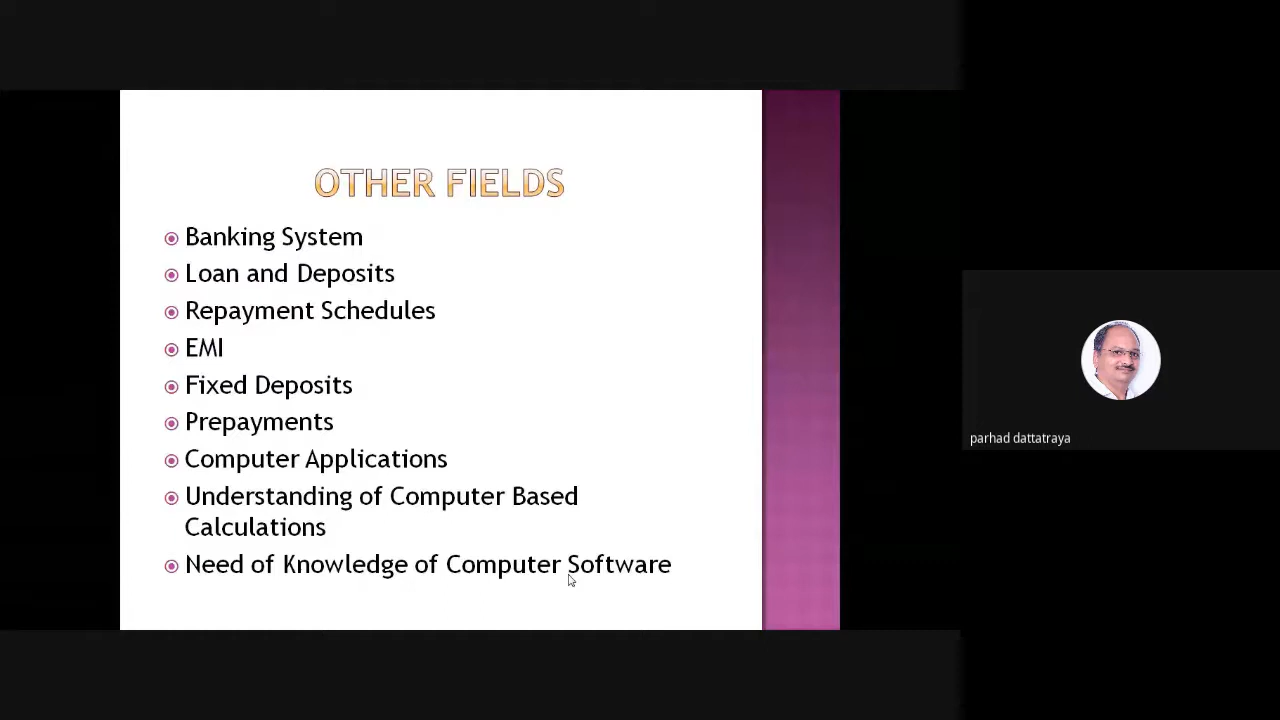 OTHER FIELDS
Banking System
Loan and Deposits
Repayment Schedules
EMI
Fixed Deposits
Prepayments
Computer Applications
Understanding of Computer Based
Calculations
Need of Knowledge of Computer Software
parhad dattatraya